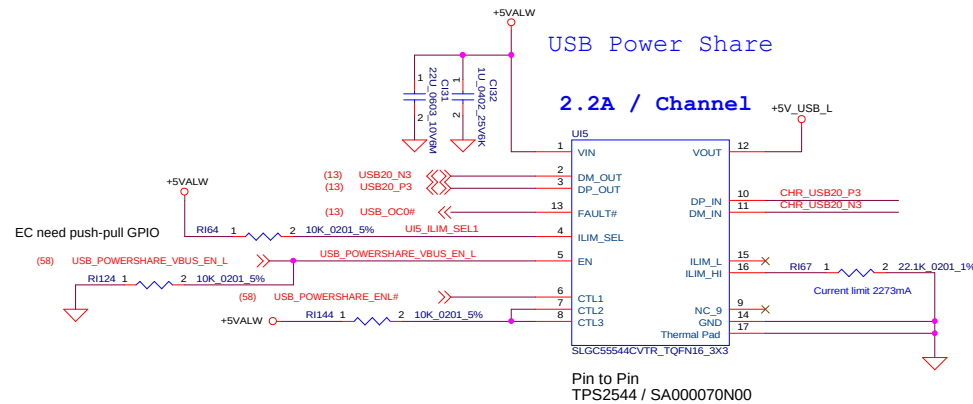 +5VALW
USB Power Share
2.2A / Channel
1
2
CI31
22U_0603_10V6M
1
2
CI32
1U_0402_25V6K
+5V_USB_L
UI5
1 VIN VOUT 12
(13) USB20_N3 2 DM_OUT
(13) USB20_P3 3 DP_OUT
DP_IN 10 CHR_USB20_P3
DM_IN 11 CHR_USB20_N3
+5VALW
(13) USB_OC0# 13 FAULT#
EC need push-pull GPIO
RI64 1 2 10K_0201_5% UI5_ILIM_SEL1 4 ILIM_SEL
(58) USB_POWERSHARE_VBUS_EN_L USB_POWERSHARE_VBUS_EN_L 5 EN
ILIM_L 15
ILIM_HI 16 RI67 1 2 22.1K_0201_1%
RI124 1 2 10K_0201_5%
Current limit 2273mA
(58) USB_POWERSHARE_ENL# 6 CTL1
7 CTL2
+5VALW RI144 1 2 10K_0201_5% 8 CTL3
NC_9 9
GND 14
Thermal Pad 17
SLGC55544CVTR_TQFN16_3X3
Pin to Pin
TPS2544 / SA000070N00